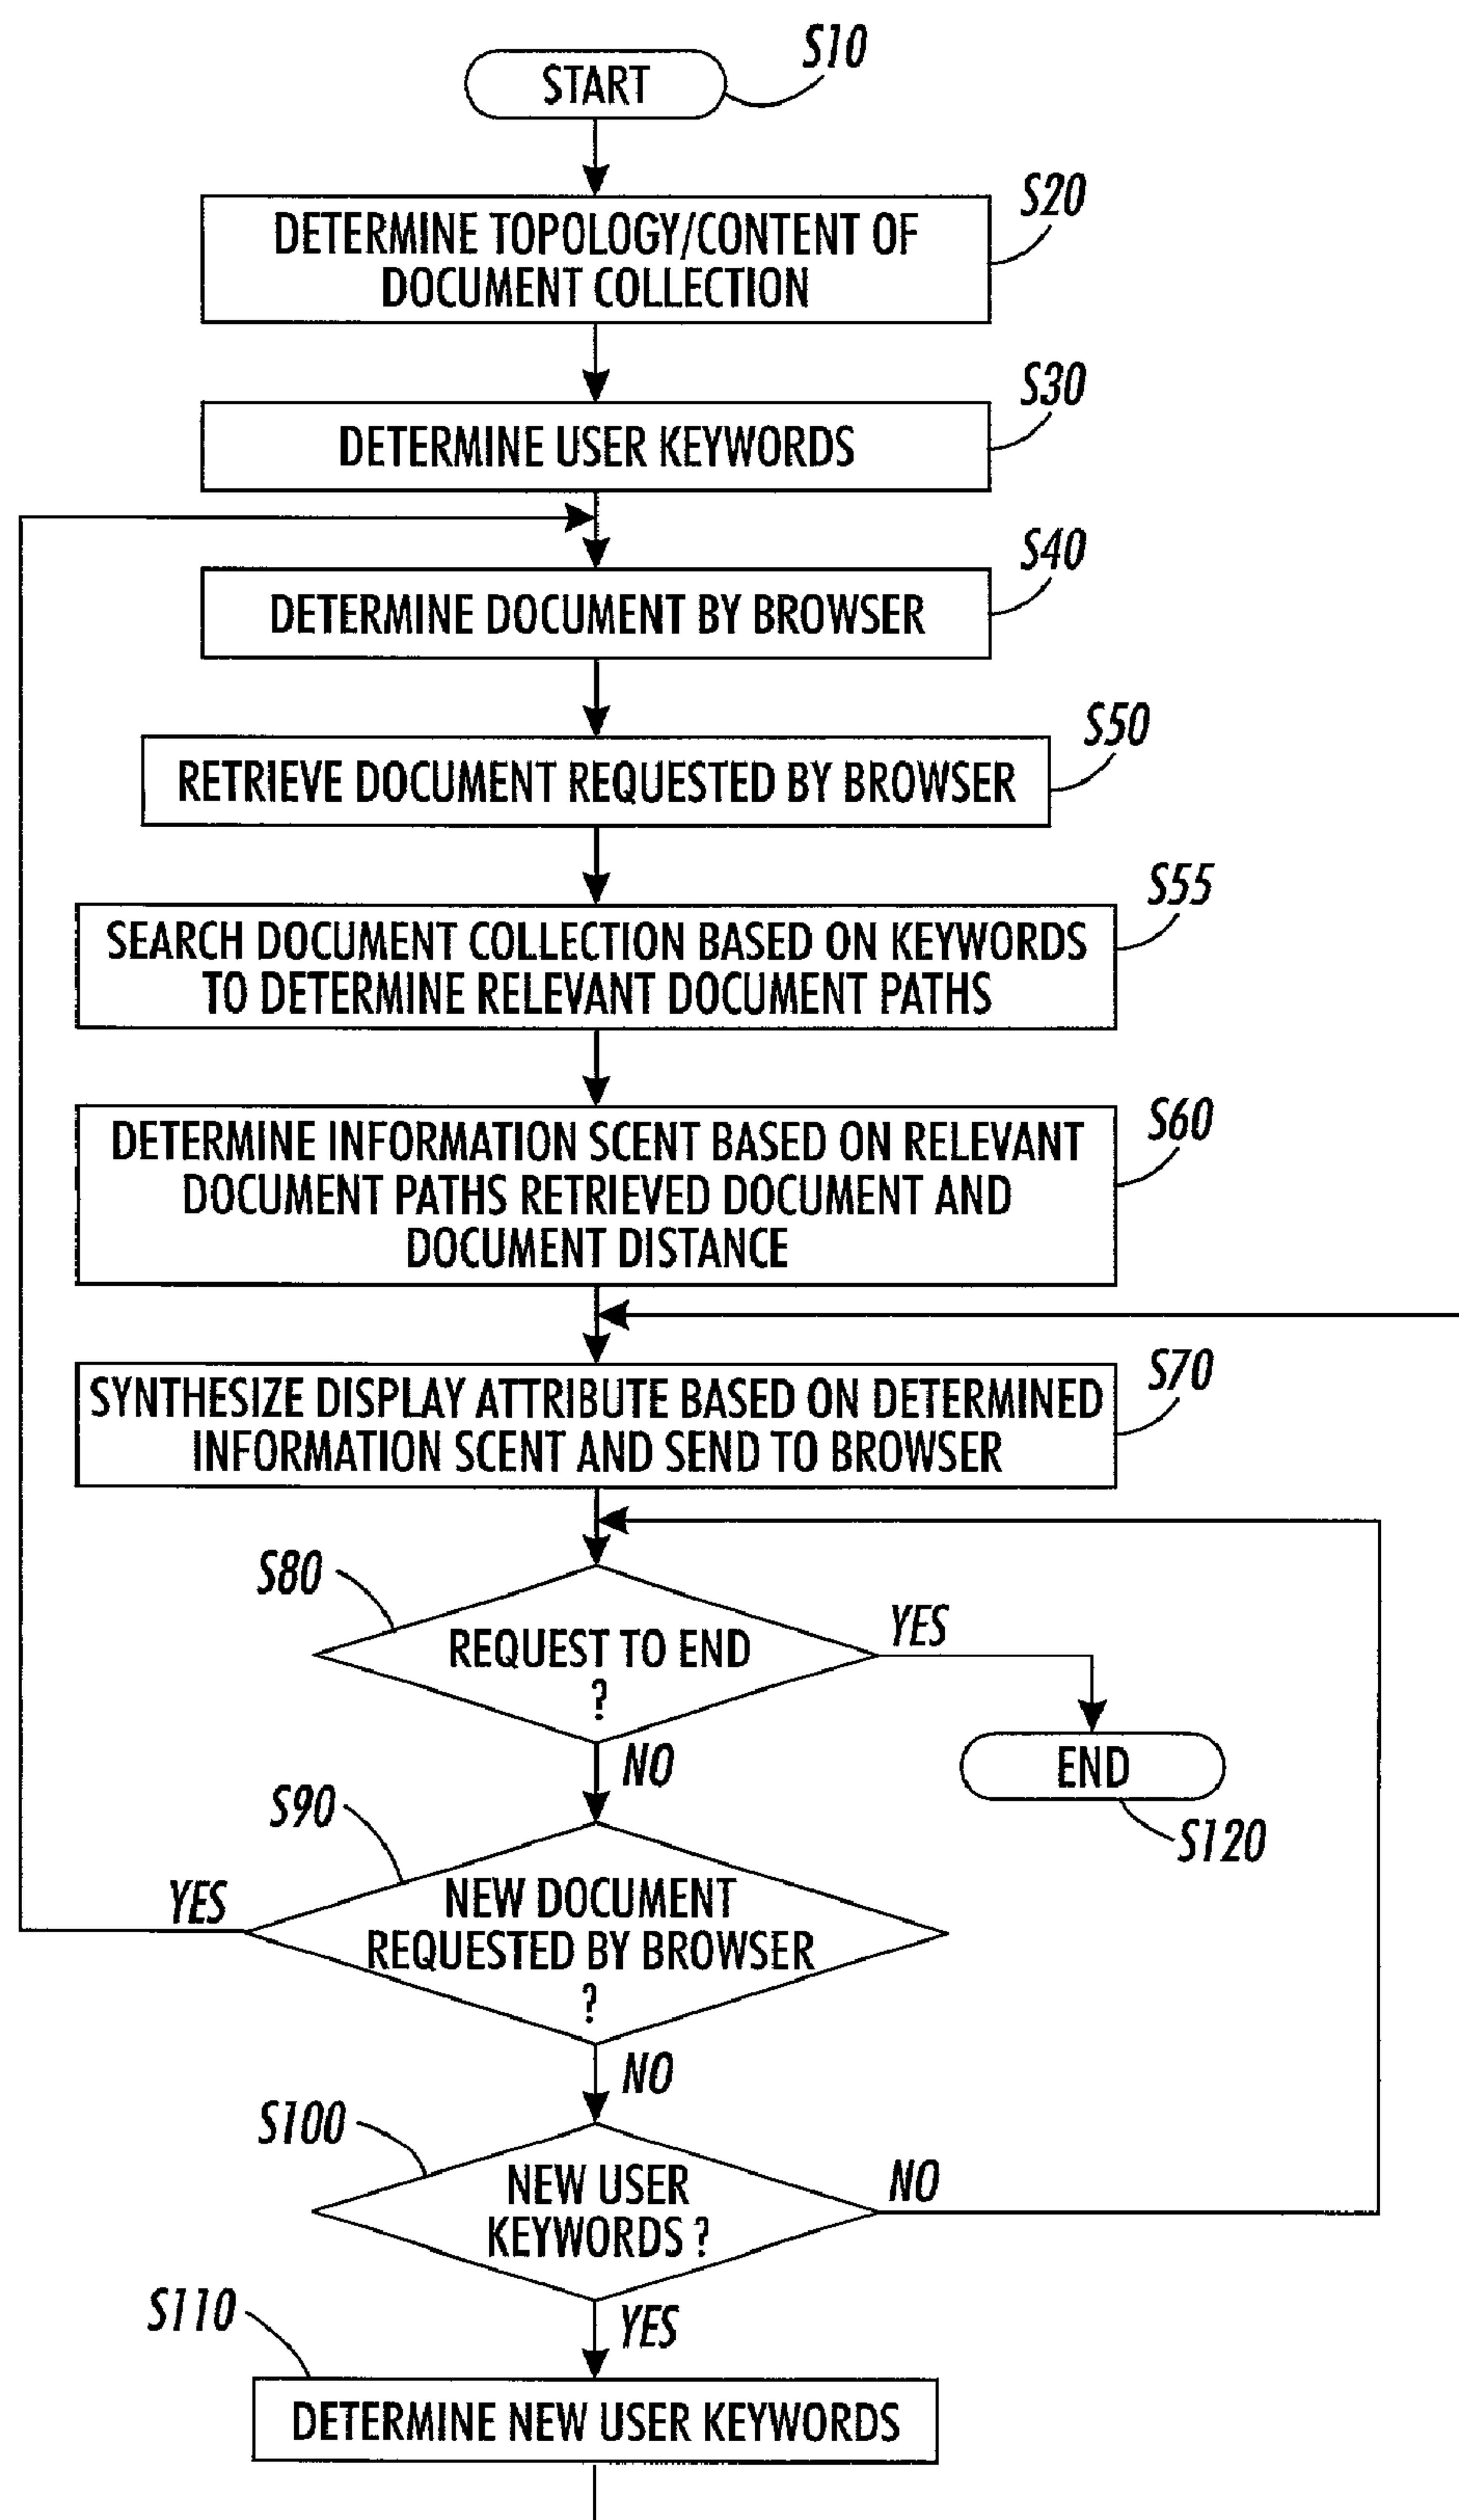 START
S10
DETERMINE TOPOLOGY/CONTENT OF
DOCUMENT COLLECTION
S20
DETERMINE USER KEYWORDS
S30
DETERMINE DOCUMENT BY BROWSER
S40
RETRIEVE DOCUMENT REQUESTED BY BROWSER
S50
SEARCH DOCUMENT COLLECTION BASED ON KEYWORDS
TO DETERMINE RELEVANT DOCUMENT PATHS
S55
DETERMINE INFORMATION SCENT BASED ON RELEVANT
DOCUMENT PATHS RETRIEVED DOCUMENT AND
DOCUMENT DISTANCE
S60
SYNTHESIZE DISPLAY ATTRIBUTE BASED ON DETERMINED
INFORMATION SCENT AND SEND TO BROWSER
S70
S80
REQUEST TO END
?
YES
NO
END
S120
S90
NEW DOCUMENT
REQUESTED BY BROWSER
?
YES
NO
S100
NEW USER
KEYWORDS ?
NO
YES
S110
DETERMINE NEW USER KEYWORDS